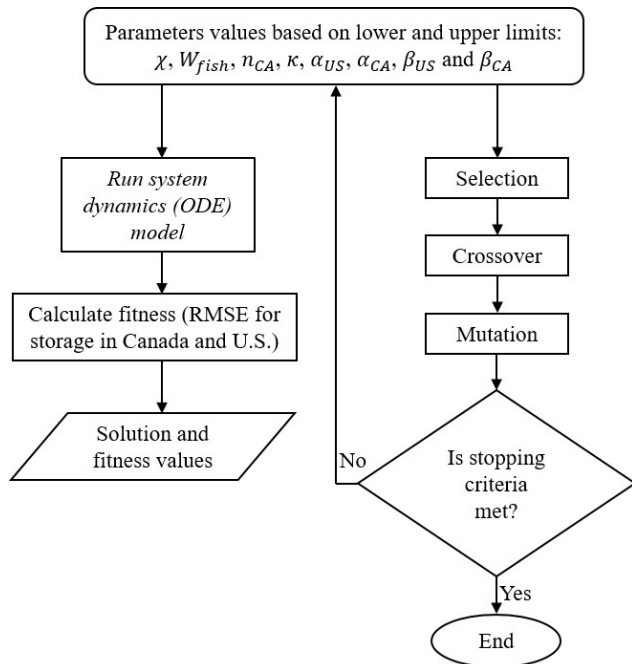 Parameters values based on lower and upper limits:
χ, W_fish, n_CA, κ, α_US, α_CA, β_US and β_CA
Run system
dynamics (ODE)
model
Calculate fitness (RMSE for
storage in Canada and U.S.)
Solution and
fitness values
Selection
Crossover
Mutation
Is stopping
criteria
met?
No
Yes
End